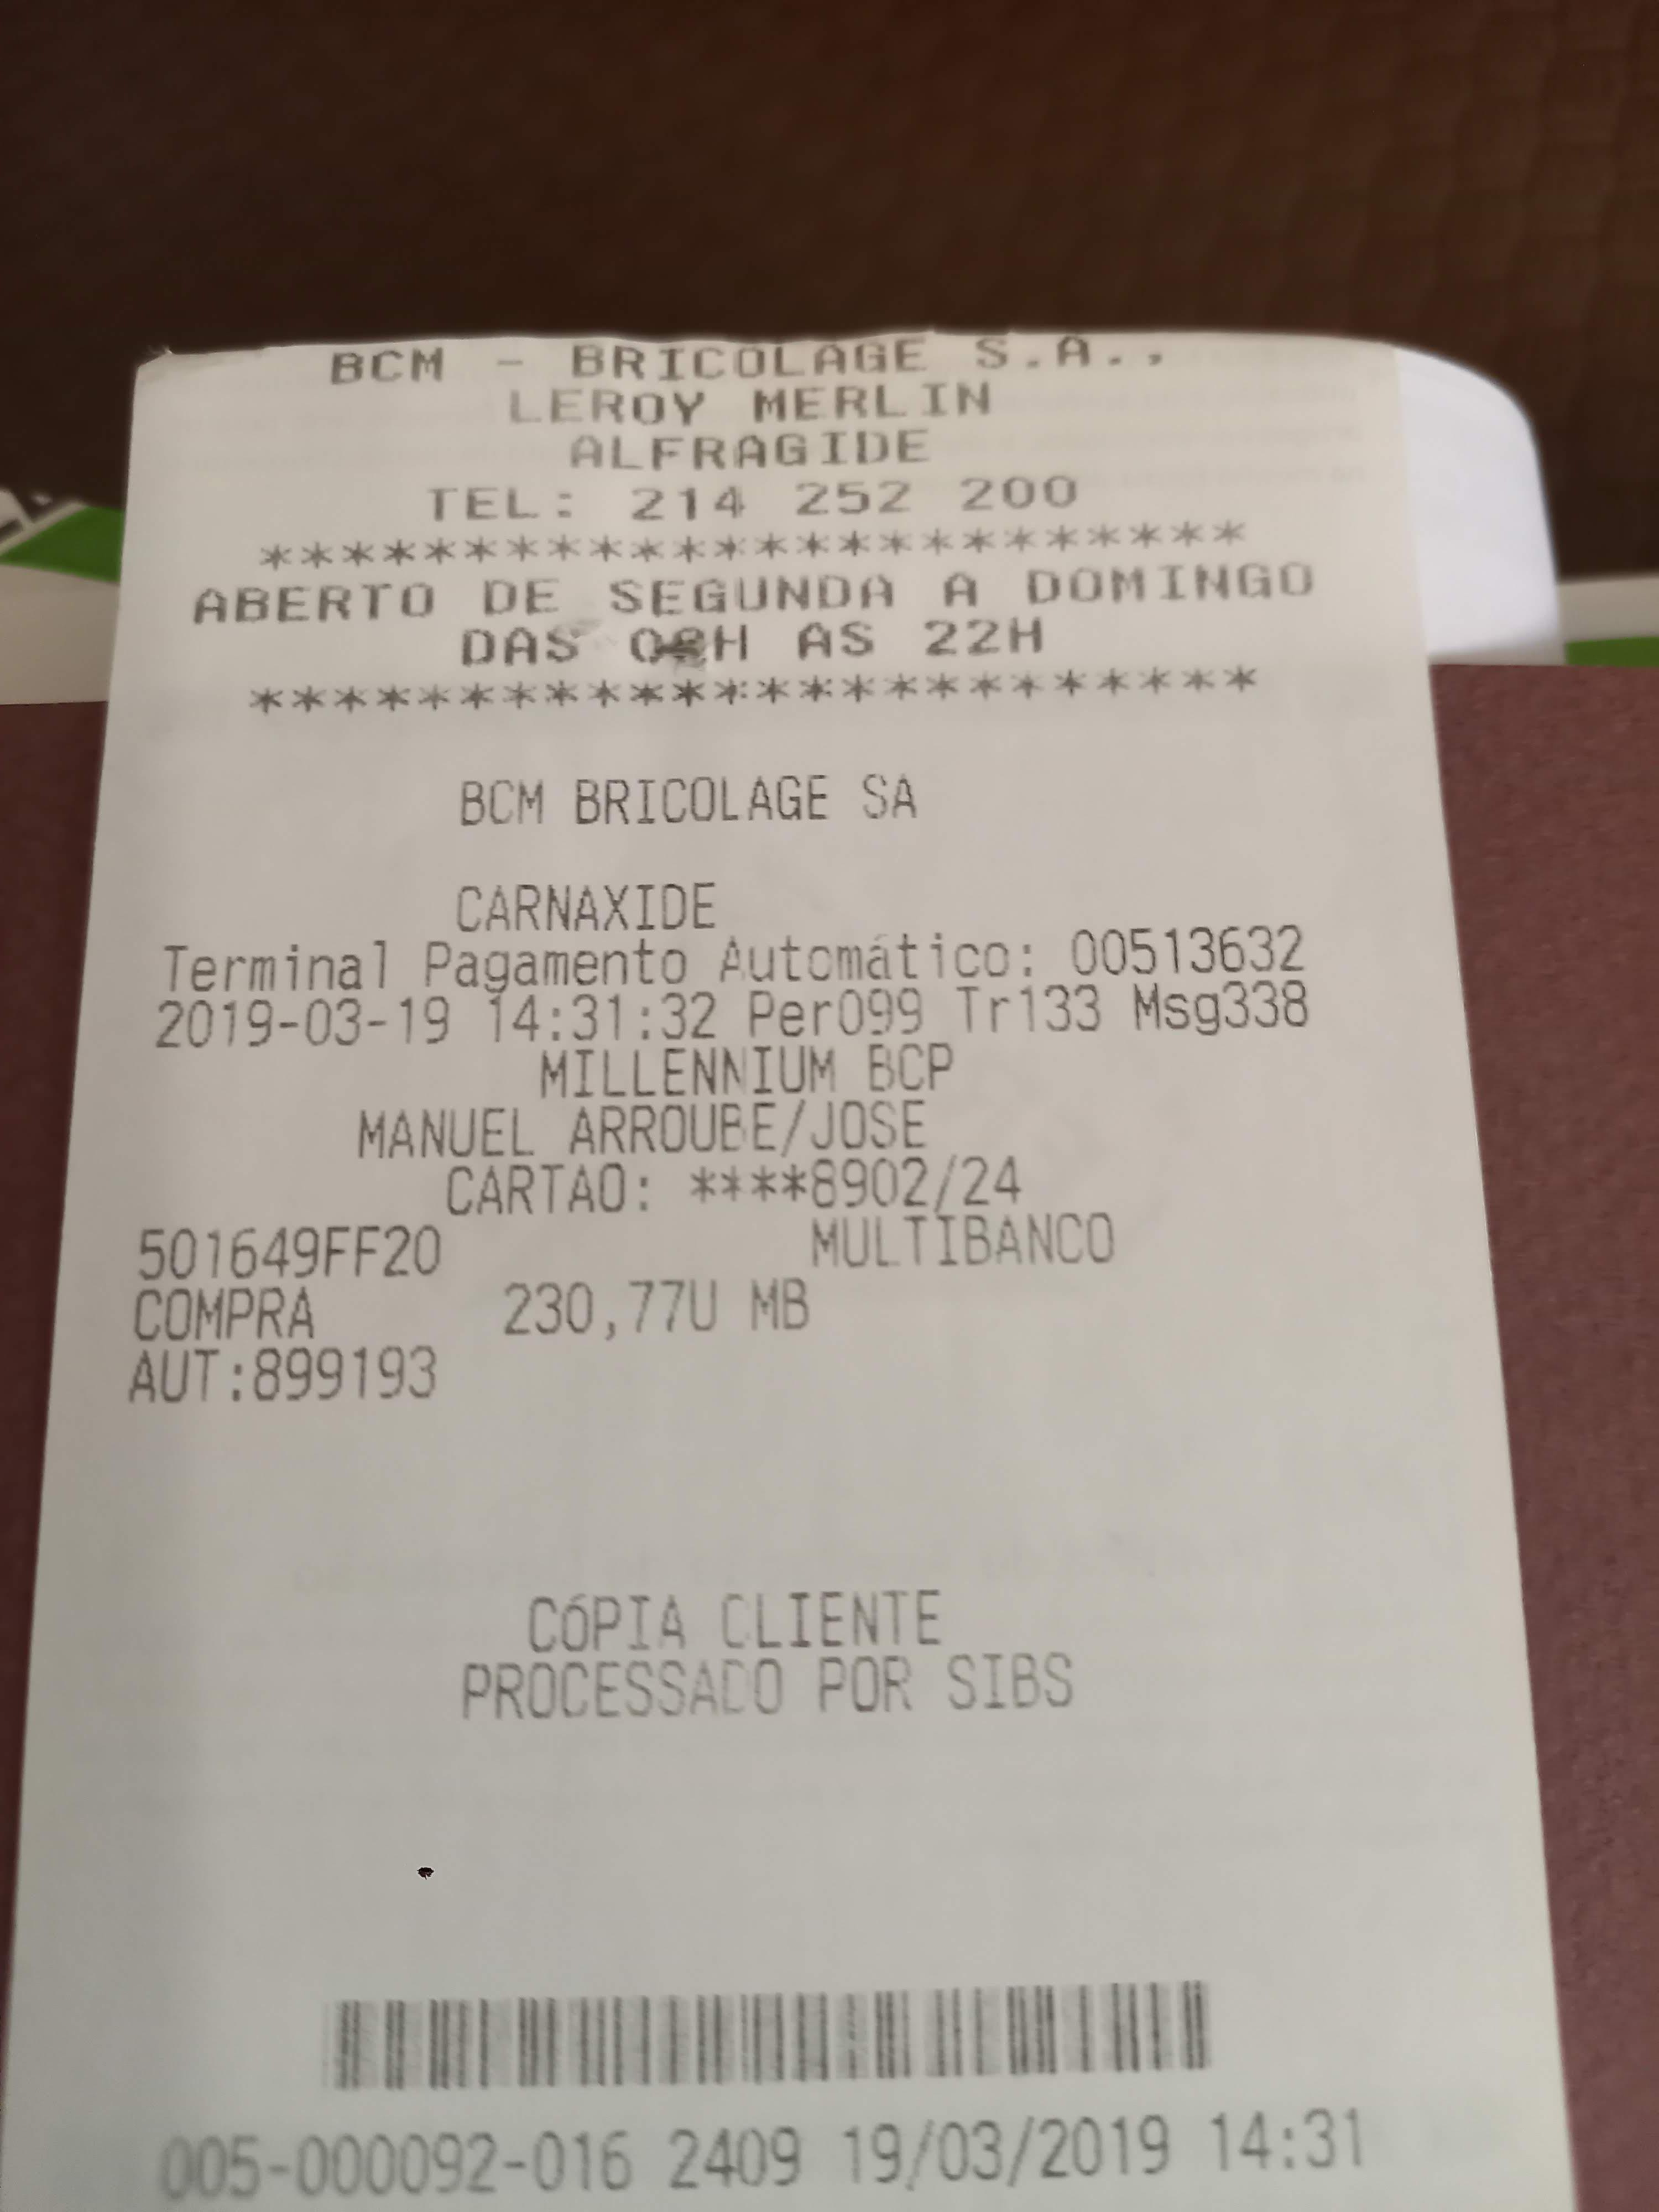 BCM - BRICOLAGE S.A.,
LEROY MERLIN
ALFRAGIDE
TEL: 214 252 200
************************
ABERTO DE SEGUNDA A DOMINGO
DAS H AS 22H
************************
BCM BRICOLAGE SA
CARNAXIDE
Terminal Pagamento Automático: 00513632
2019-03-19 14:31:32 Per099 Tr133 Msg338
MILLENNIUM BCP
MANUEL ARROUBE/JOSE
CARTAO: ****8902/24
501649FF20 MULTIBANCO
COMPRA 230,77U MB
AUT:899193
CÓPIA CLIENTE
PROCESSADO POR SIBS
005-000092-016 2409 19/03/2019 14:31